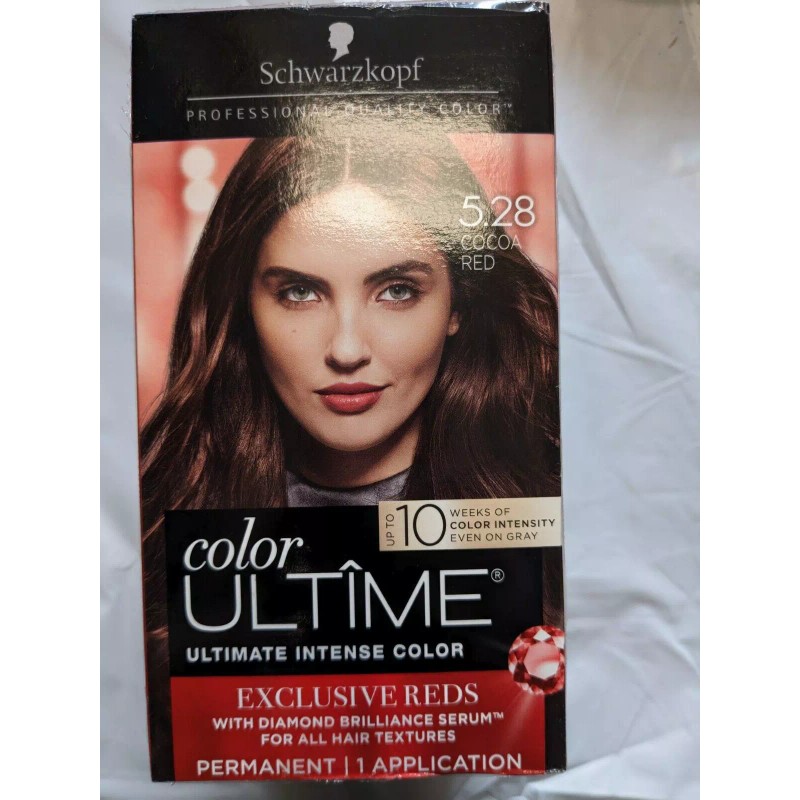 Schwarzkopf
PROFESSIONAL QUALITY COLOR™
5.28
COCOA
RED
UP TO 10 WEEKS OF
COLOR INTENSITY
EVEN ON GRAY
color
ULTÎME®
ULTIMATE INTENSE COLOR
EXCLUSIVE REDS
WITH DIAMOND BRILLIANCE SERUM™
FOR ALL HAIR TEXTURES
PERMANENT | 1 APPLICATION